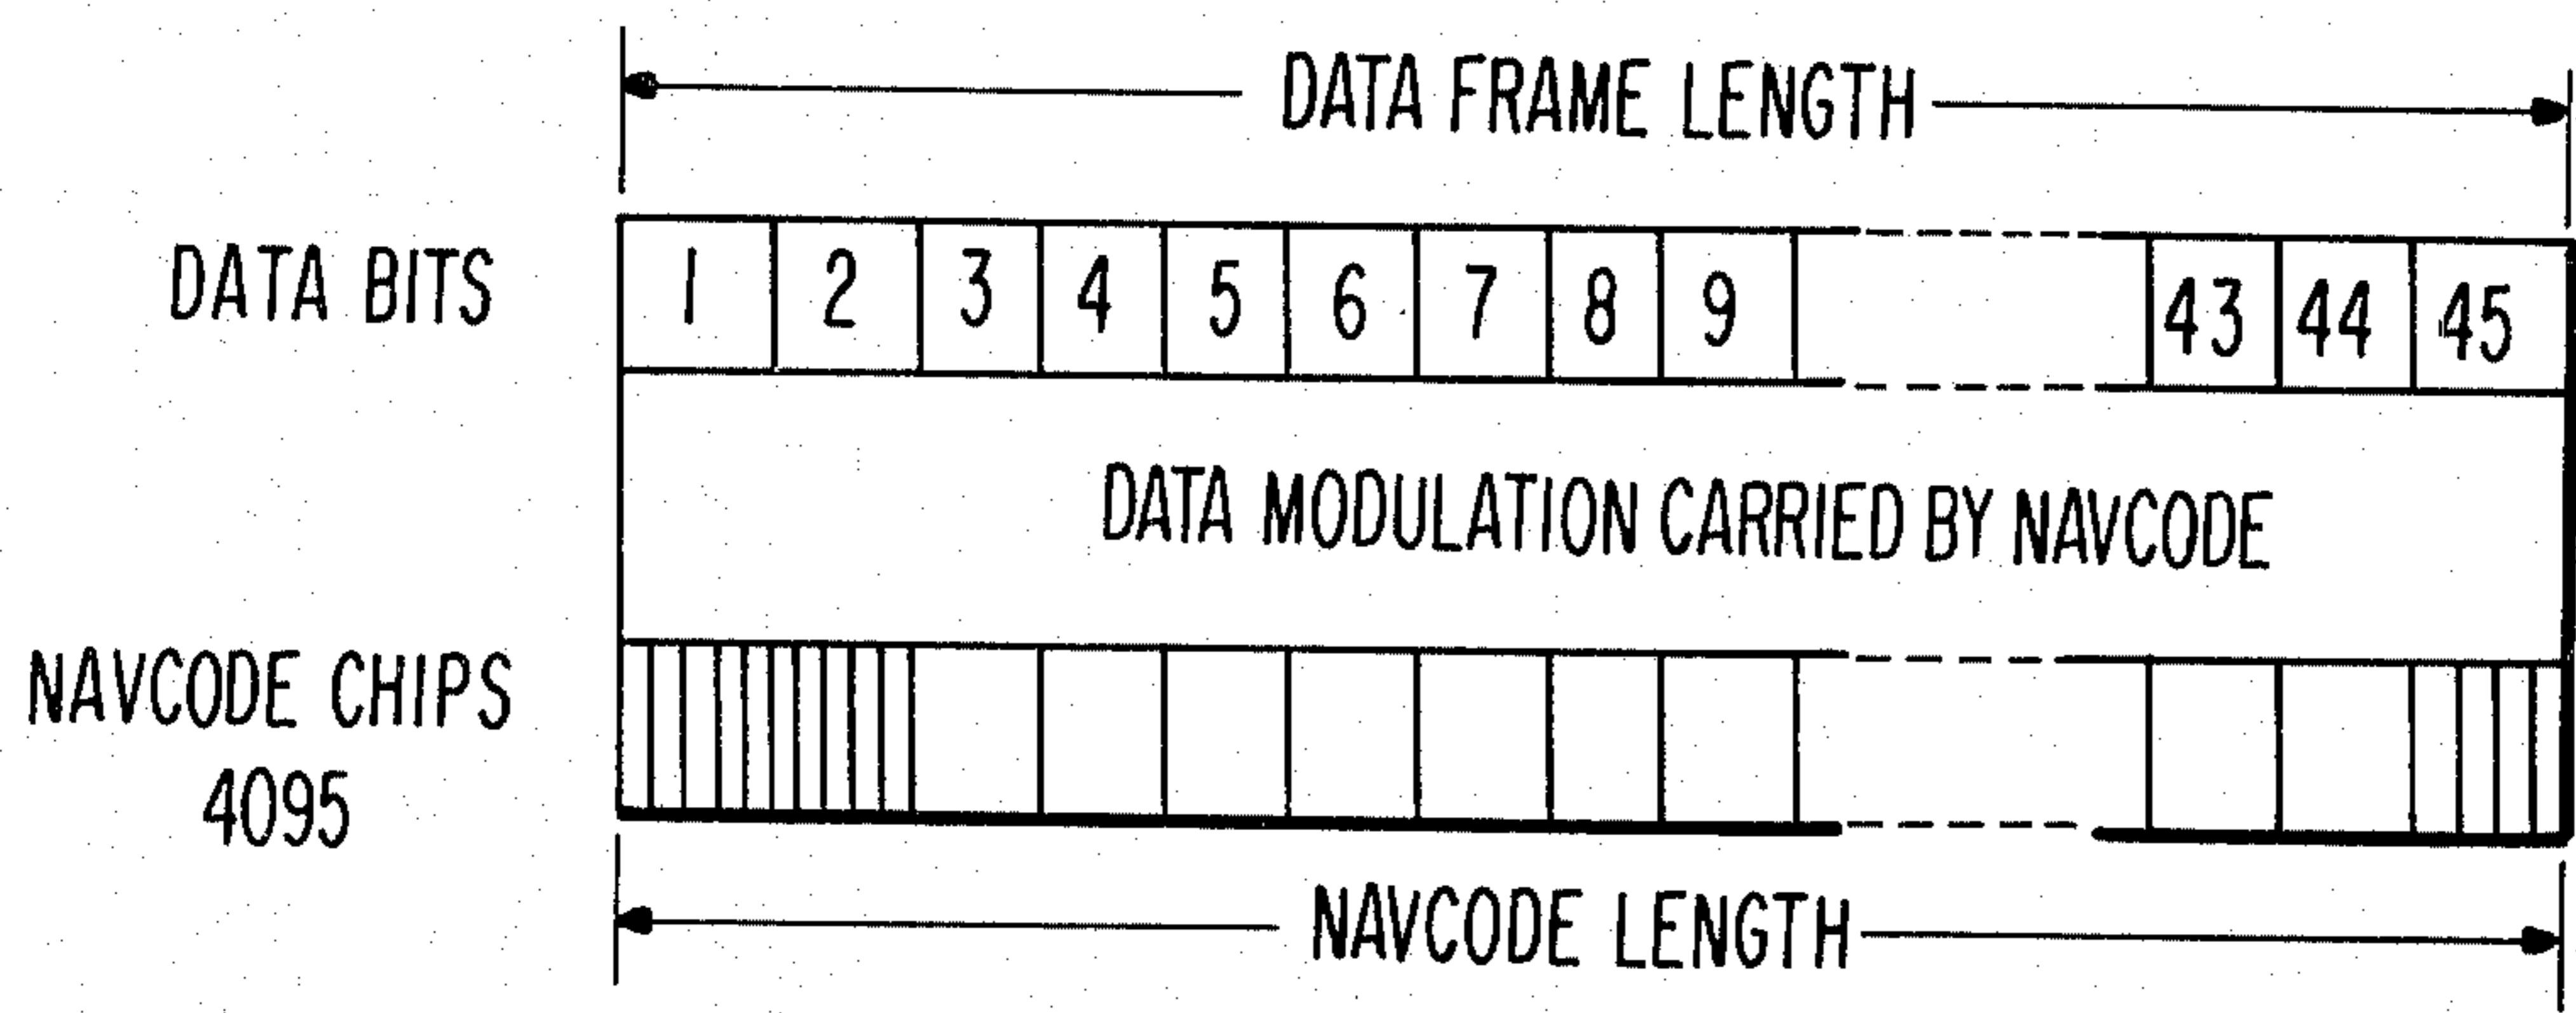 DATA FRAME LENGTH
DATA BITS 1 2 3 4 5 6 7 8 9 43 44 45
DATA MODULATION CARRIED BY NAVCODE
NAVCODE CHIPS
4095
NAVCODE LENGTH